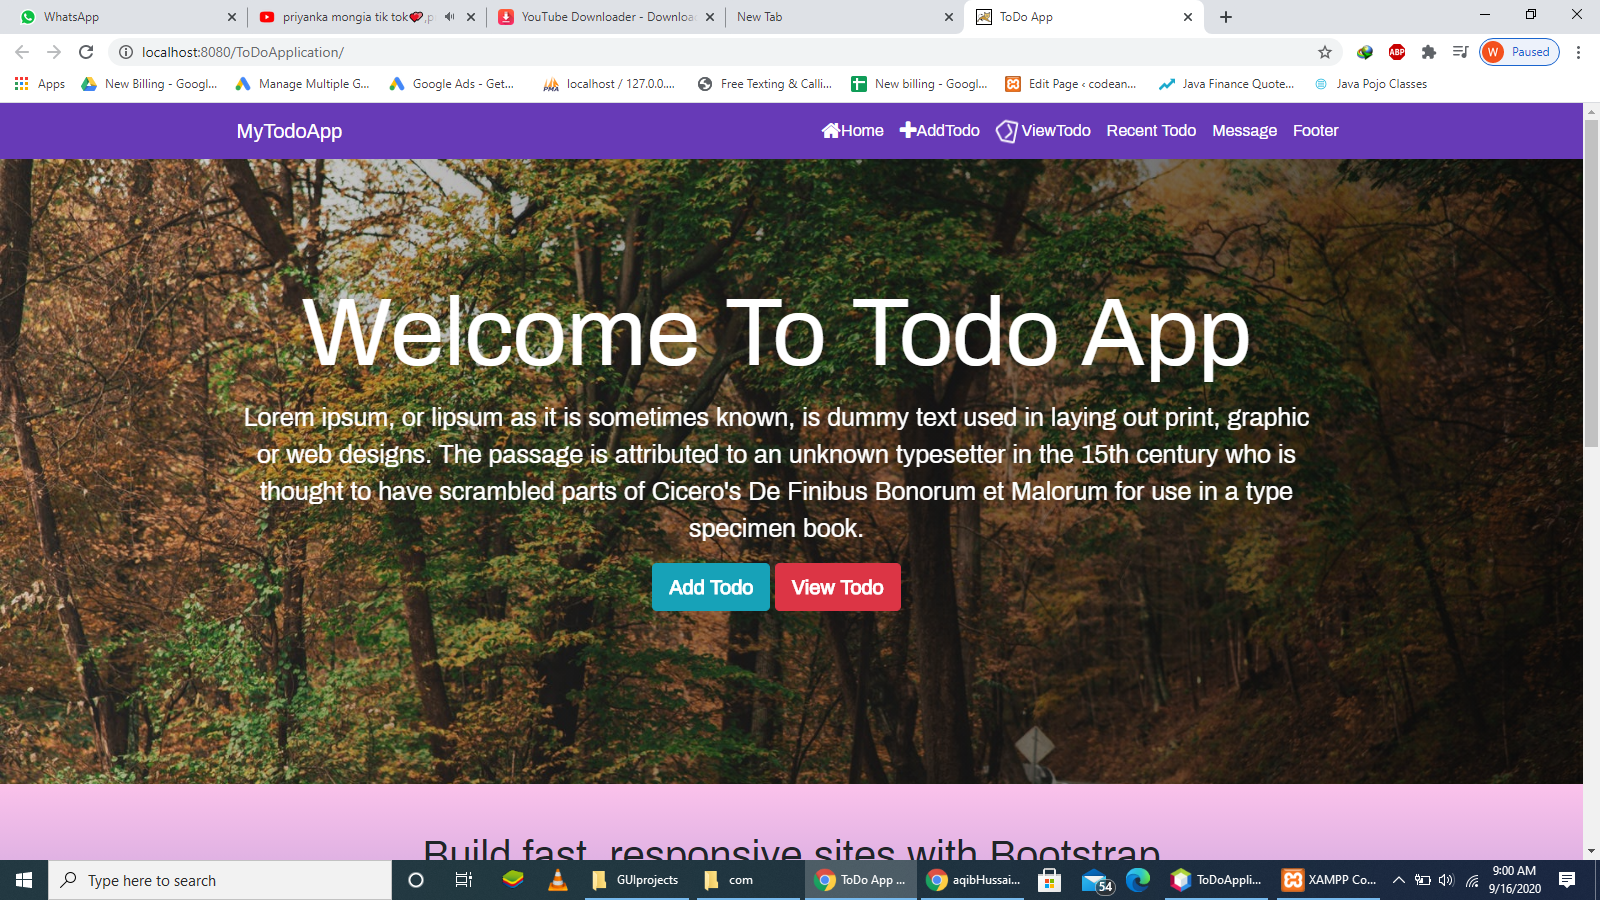 WhatsApp
priyanka mongia tik tok
YouTube Downloader - Downloa
New Tab
ToDo App
localhost:8080/ToDoApplication/
ABP
W Paused
Apps
New Billing - Googl...
Manage Multiple G...
Google Ads - Get...
PMA
localhost / 127.0.0....
Free Texting & Calli...
New billing - Googl...
Edit Page ‹ codean...
Java Finance Quote...
Java Pojo Classes
MyTodoApp
Home
AddTodo
ViewTodo
Recent Todo
Message
Footer
Welcome To Todo App
Lorem ipsum, or lipsum as it is sometimes known, is dummy text used in laying out print, graphic
or web designs. The passage is attributed to an unknown typesetter in the 15th century who is
thought to have scrambled parts of Cicero's De Finibus Bonorum et Malorum for use in a type
specimen book.
Add Todo
View Todo
Build fast, responsive sites with Bootstrap
Type here to search
GUIprojects
com
ToDo App ...
aqibHussai...
54
ToDoAppli...
XAMPP Co...
9:00 AM
9/16/2020